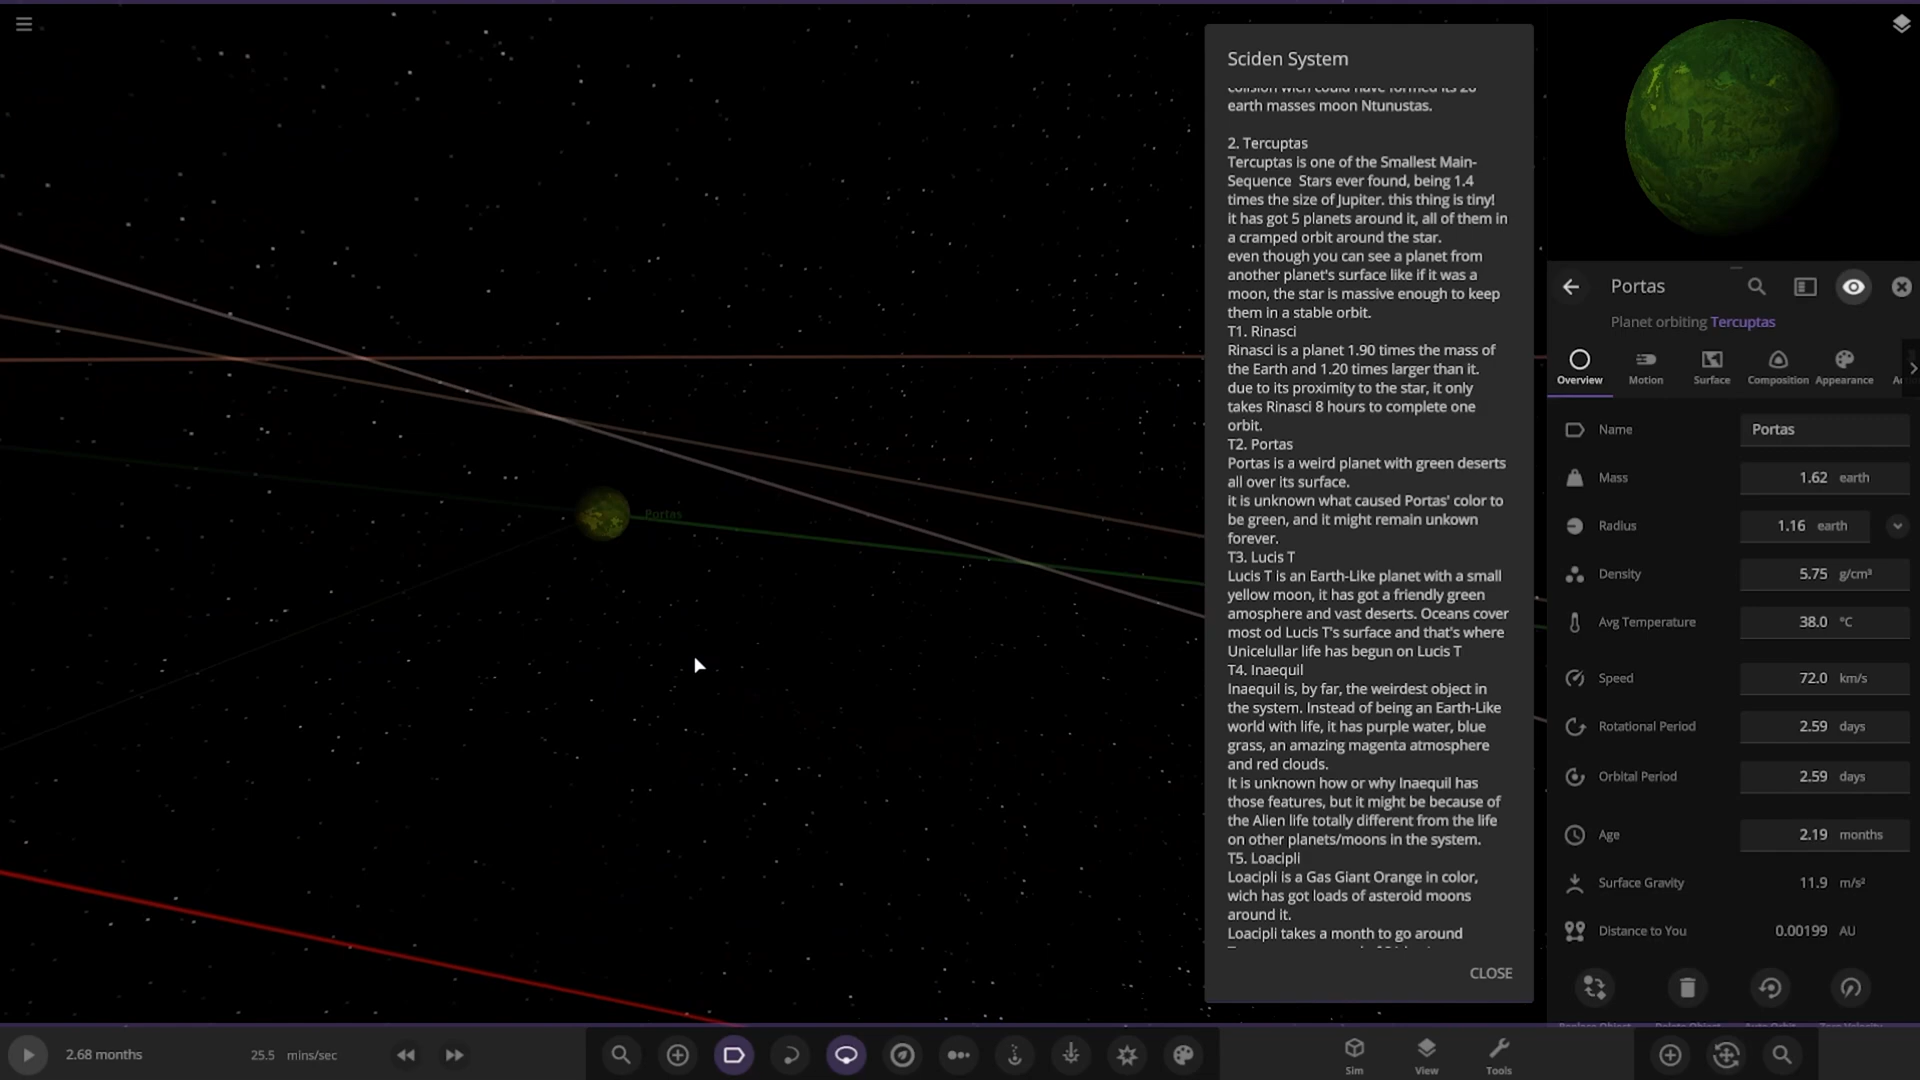 Sciden System
earth masses moon Ntunustas.
2. Tercuptas
Tercuptas is one of the Smallest Main-
Sequence  Stars ever found, being 1.4
times the size of Jupiter. this thing is tiny!
it has got 5 planets around it, all of them in
a cramped orbit around the star.
even though you can see a planet from
another planet's surface like if it was a
moon, the star is massive enough to keep
them in a stable orbit.
T1. Rinasci
Rinasci is a planet 1.90 times the mass of
the Earth and 1.20 times larger than it.
due to its proximity to the star, it only
takes Rinasci 8 hours to complete one
orbit.
T2. Portas
Portas is a weird planet with green deserts
all over its surface.
it is unknown what caused Portas' color to
be green, and it might remain unkown
forever.
T3. Lucis T
Lucis T is an Earth-Like planet with a small
yellow moon, it has got a friendly green
amosphere and vast deserts. Oceans cover
most od Lucis T's surface and that's where
Unicelullar life has begun on Lucis T
T4. Inaequil
Inaequil is, by far, the weirdest object in
the system. Instead of being an Earth-Like
world with life, it has purple water, blue
grass, an amazing magenta atmosphere
and red clouds.
It is unknown how or why Inaequil has
those features, but it might be because of
the Alien life totally different from the life
on other planets/moons in the system.
T5. Loacipli
Loacipli is a Gas Giant Orange in color,
wich has got loads of asteroid moons
around it.
Loacipli takes a month to go around
CLOSE
Portas
Portas
Planet orbiting Tercuptas
Overview Motion Surface Composition Appearance
Name Portas
Mass 1.62 earth
Radius 1.16 earth
Density 5.75 g/cm³
Avg Temperature 38.0 °C
Speed 72.0 km/s
Rotational Period 2.59 days
Orbital Period 2.59 days
Age 2.19 months
Surface Gravity 11.9 m/s²
Distance to You 0.00199 AU
2.68 months 25.5 mins/sec
Sim View Tools